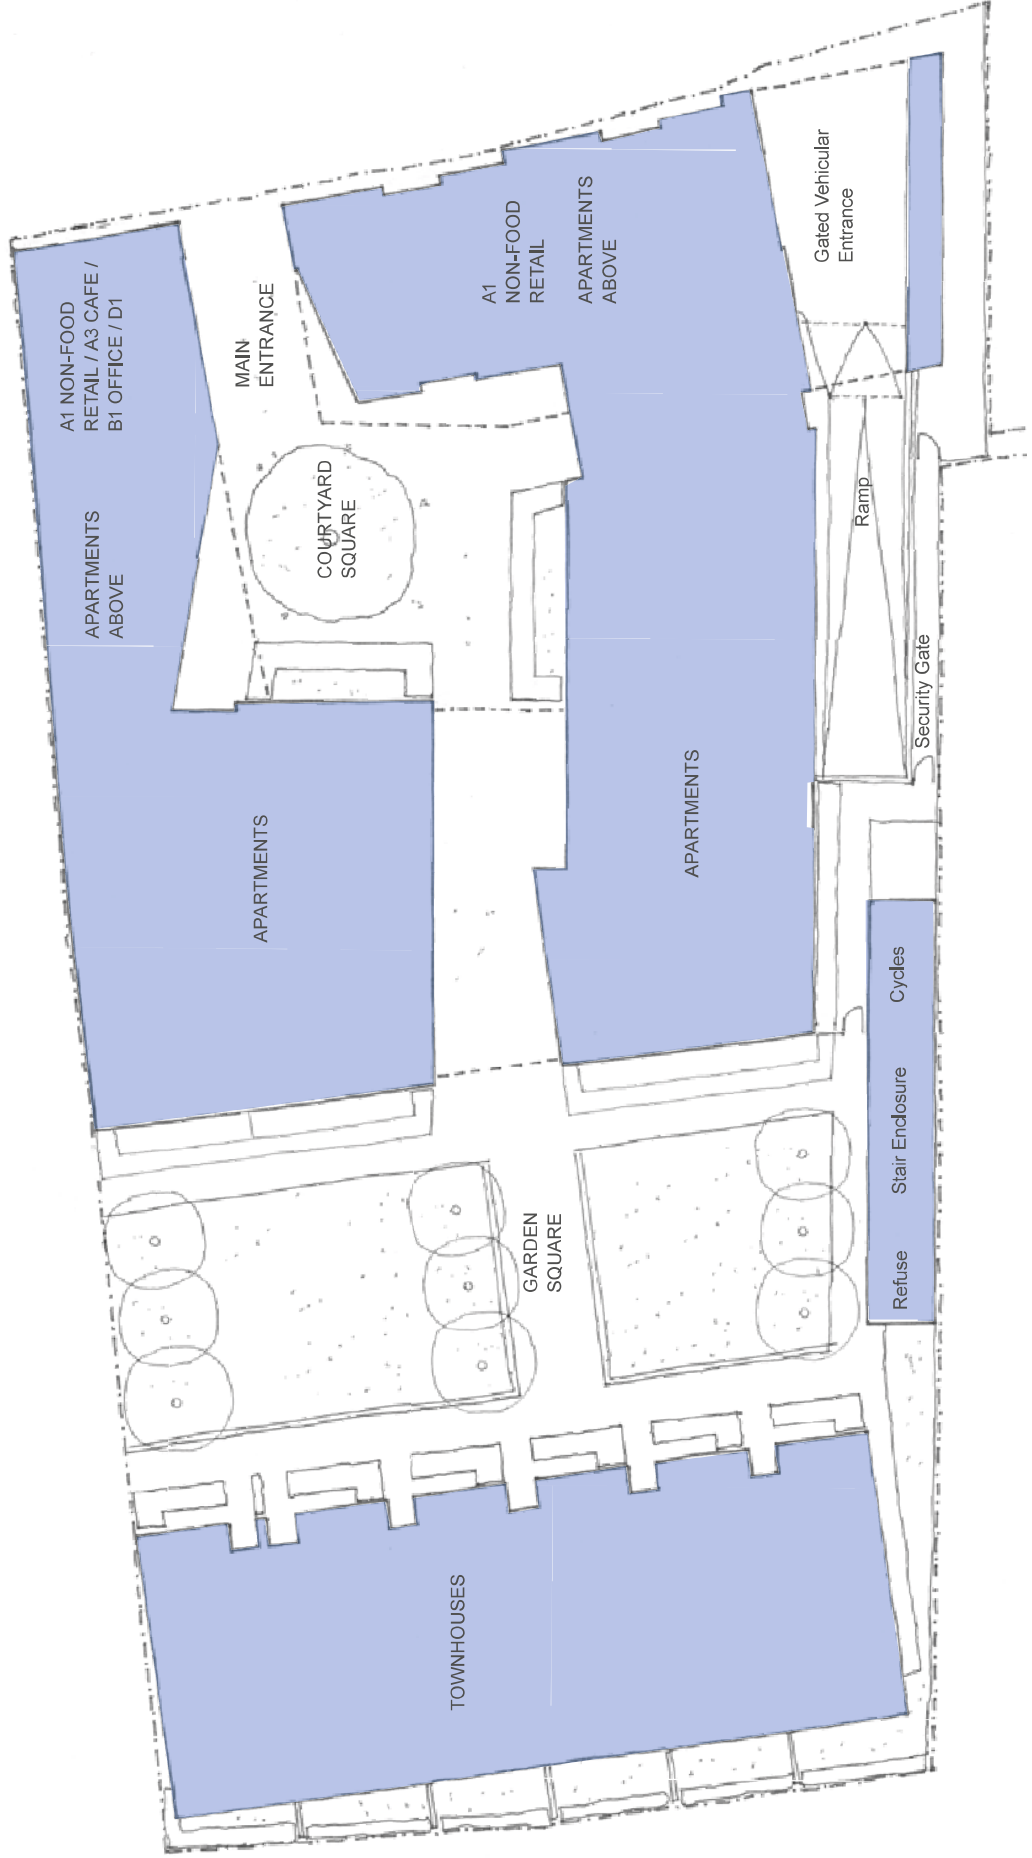 TOWNHOUSES
GARDEN
SQUARE
Refuse
Stair Enclosure
Cycles
APARTMENTS
APARTMENTS
Security Gate
Ramp
APARTMENTS
ABOVE
COURTYARD
SQUARE
A1 NON-FOOD
RETAIL / A3 CAFE /
B1 OFFICE / D1
MAIN
ENTRANCE
A1
NON-FOOD
RETAIL
APARTMENTS
ABOVE
Gated Vehicular
Entrance